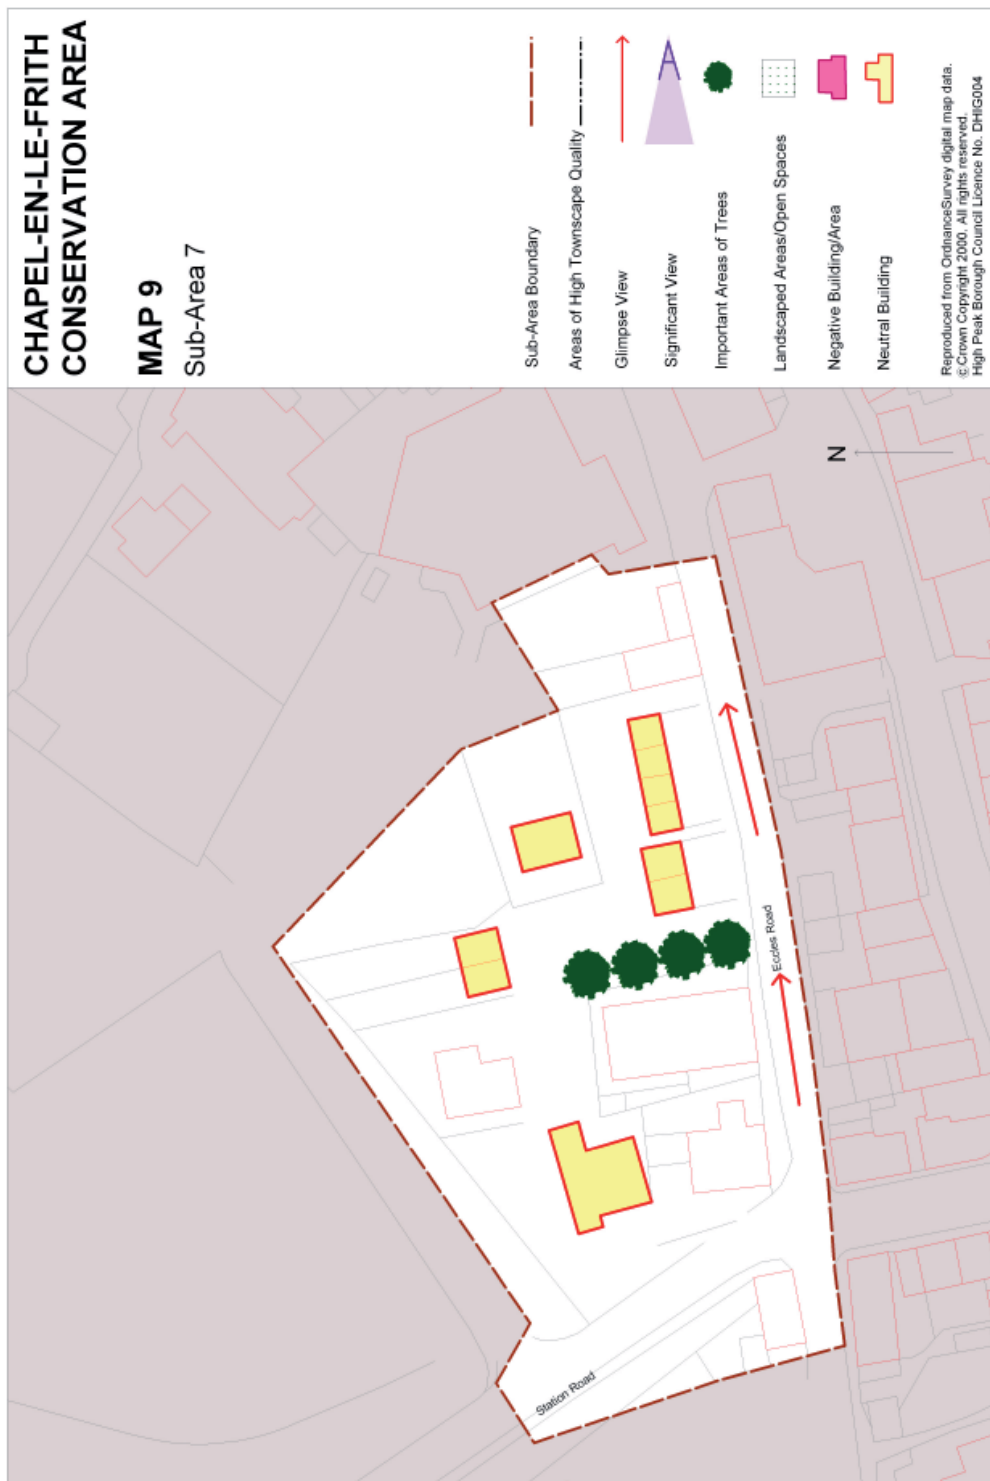 CHAPEL-EN-LE-FRITH
CONSERVATION AREA
MAP 9
Sub-Area 7
Sub-Area Boundary
Areas of High Townscape Quality
Glimpse View
Significant View
Important Areas of Trees
Landscaped Areas/Open Spaces
Negative Building/Area
Neutral Building
Reproduced from OrdnanceSurvey digital map data.
© Crown Copyright 2000. All rights reserved.
High Peak Borough Council Licence No. DHIG004
N
Eccles Road
Station Road